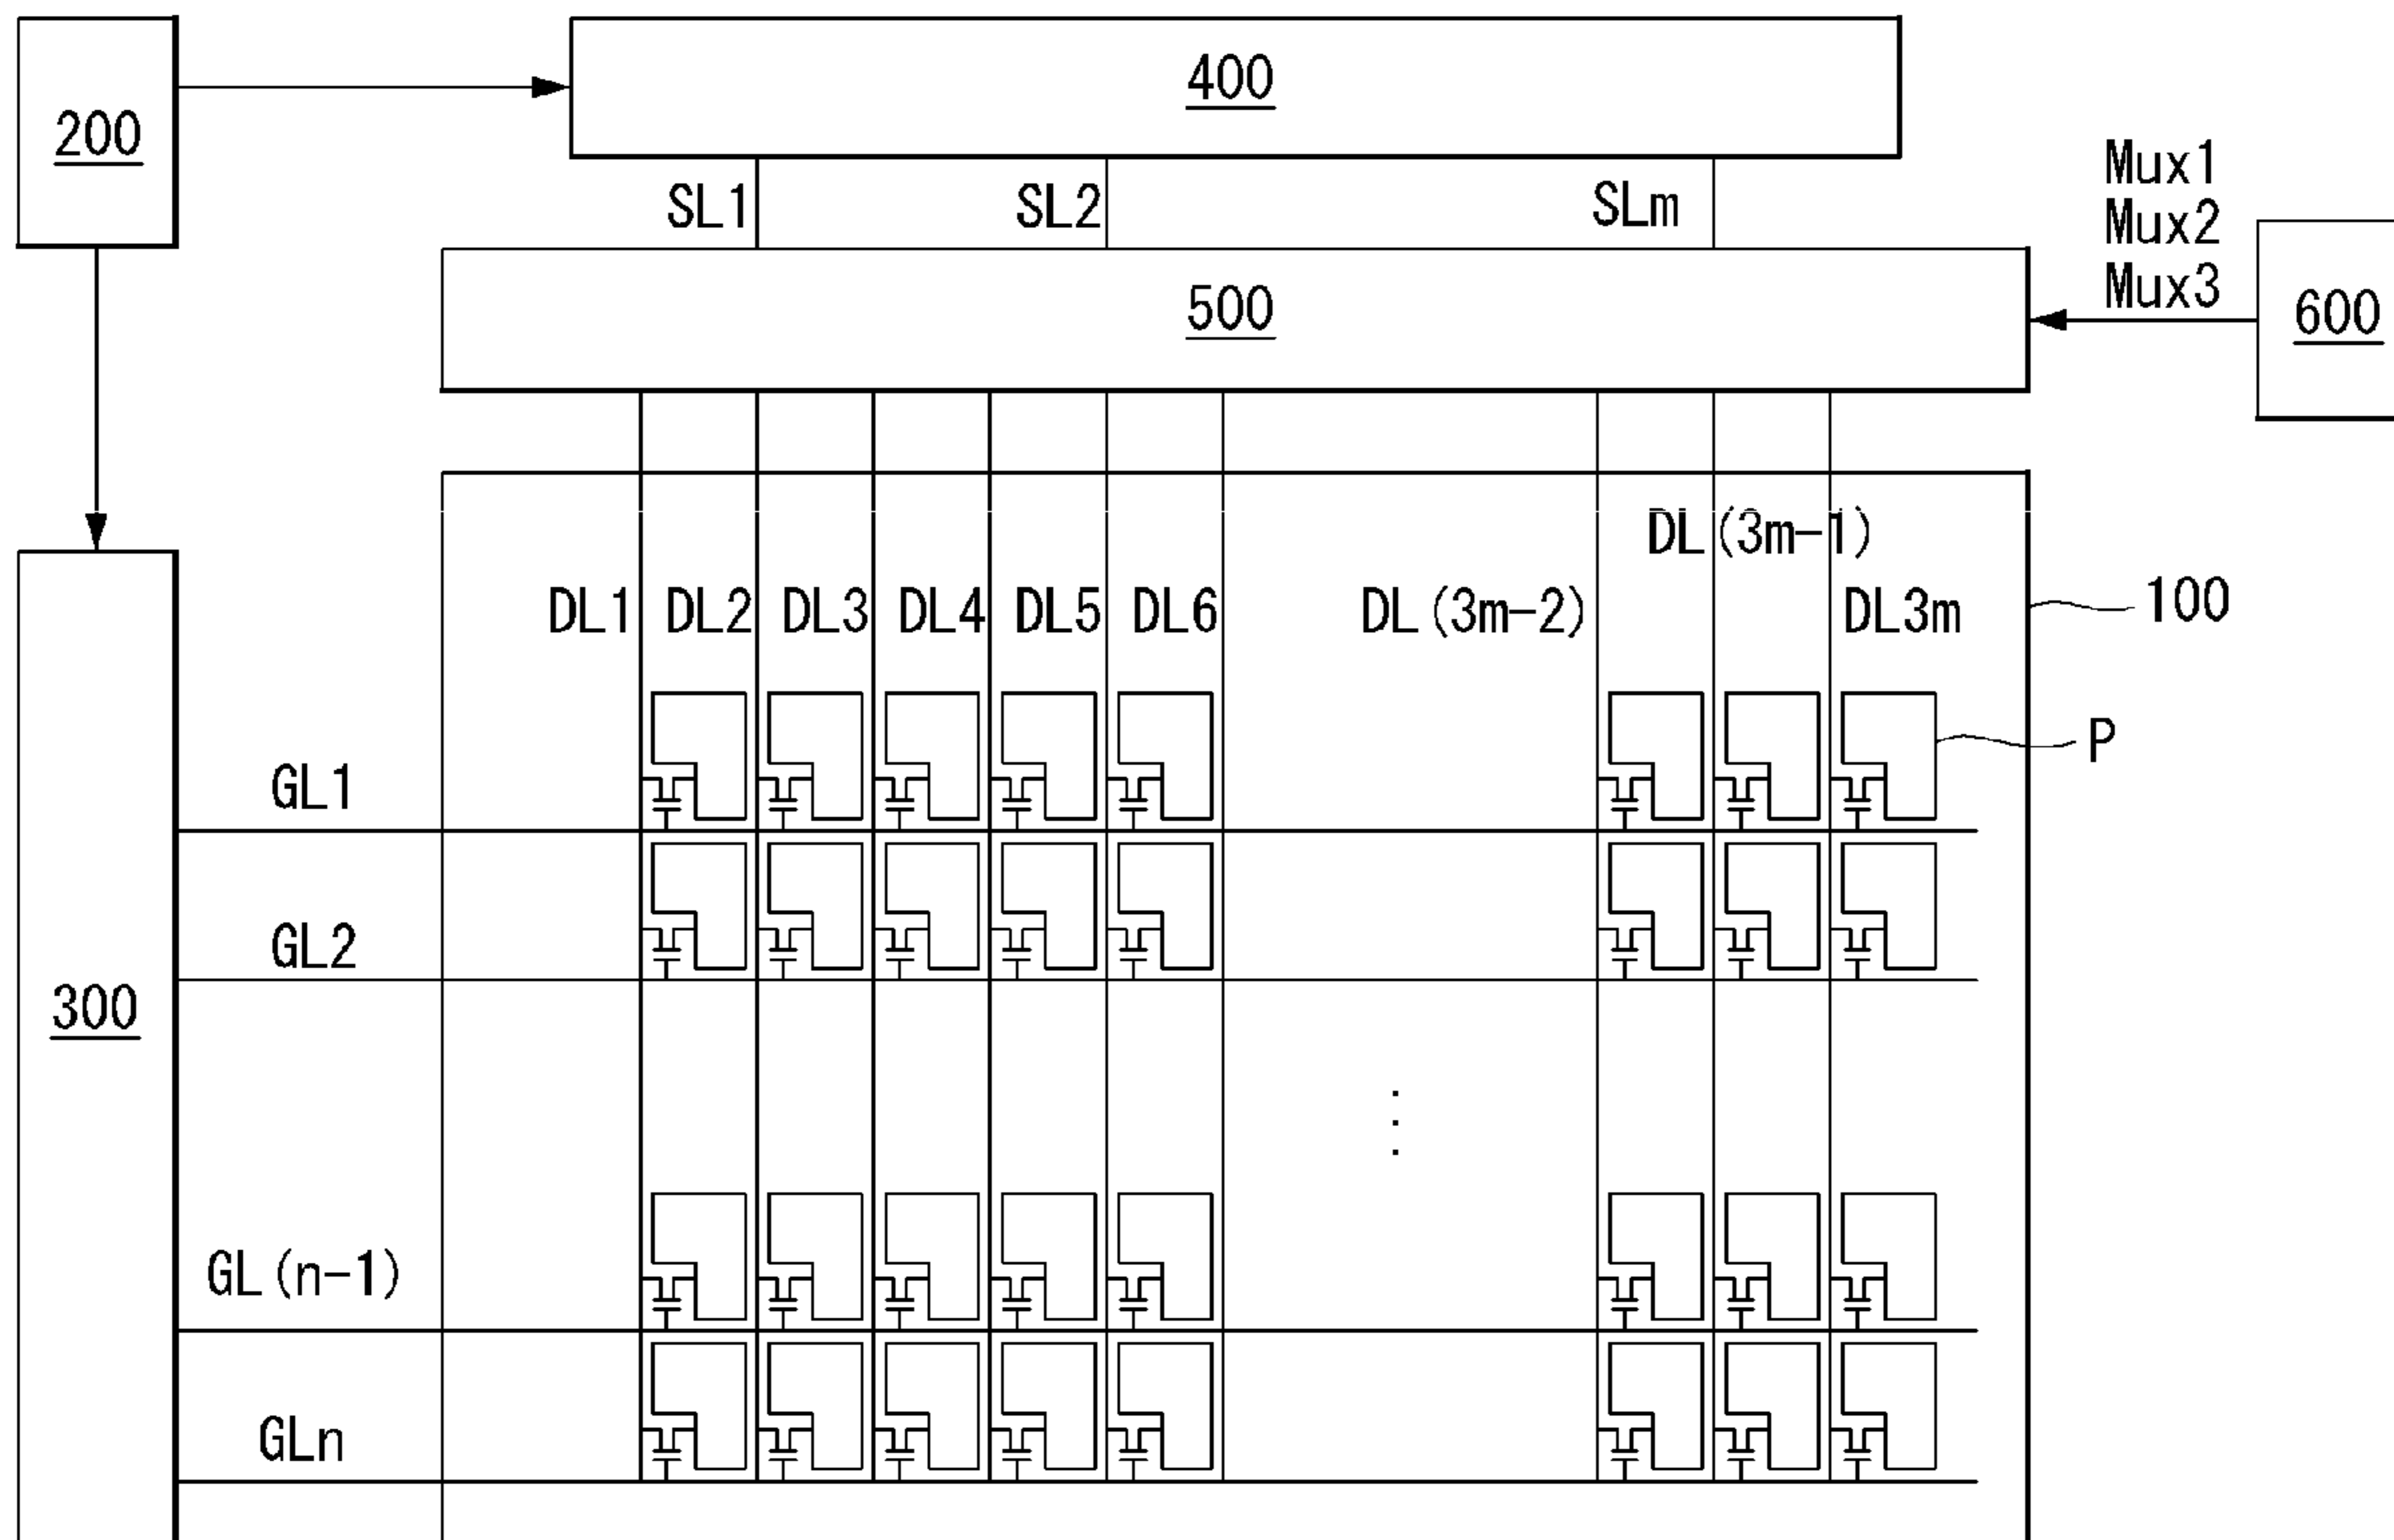 200
400
SL1
SL2
SLm
Mux1
Mux2
Mux3
500
600
DL(3m-1)
DL1
DL2
DL3
DL4
DL5
DL6
DL(3m-2)
DL3m
100
P
GL1
GL2
300
GL(n-1)
GLn